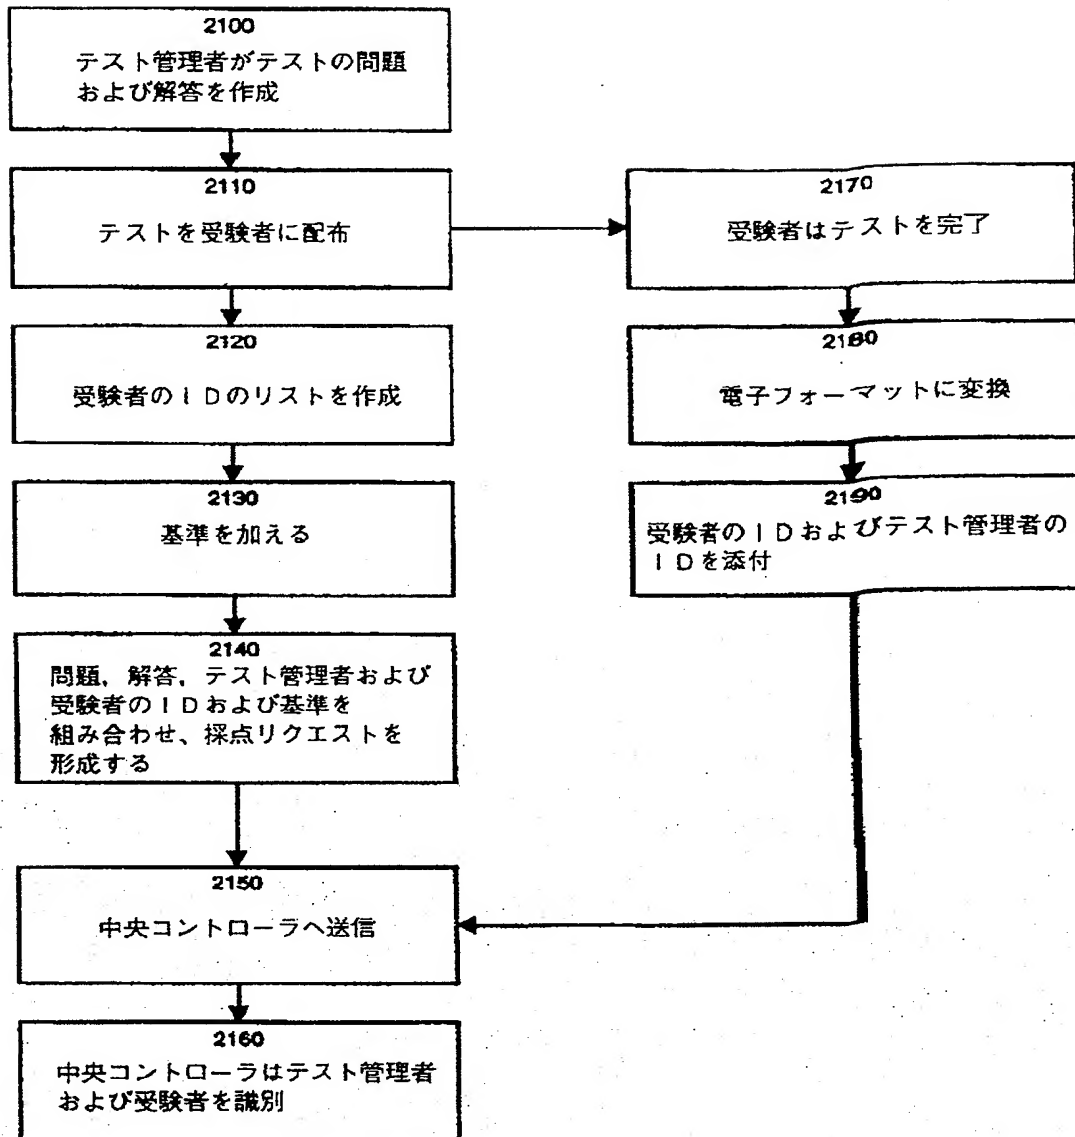 2100
テスト管理者がテストの問題
および解答を作成
2110
テストを受験者に配布
2120
受験者のIDのリストを作成
2130
基準を加える
2140
問題、解答、テスト管理者および
受験者のIDおよび基準を
組み合わせ、採点リクエストを
形成する
2150
中央コントローラへ送信
2160
中央コントローラはテスト管理者
および受験者を識別
2170
受験者はテストを完了
2180
電子フォーマットに変換
2190
受験者のIDおよびテスト管理者の
IDを添付